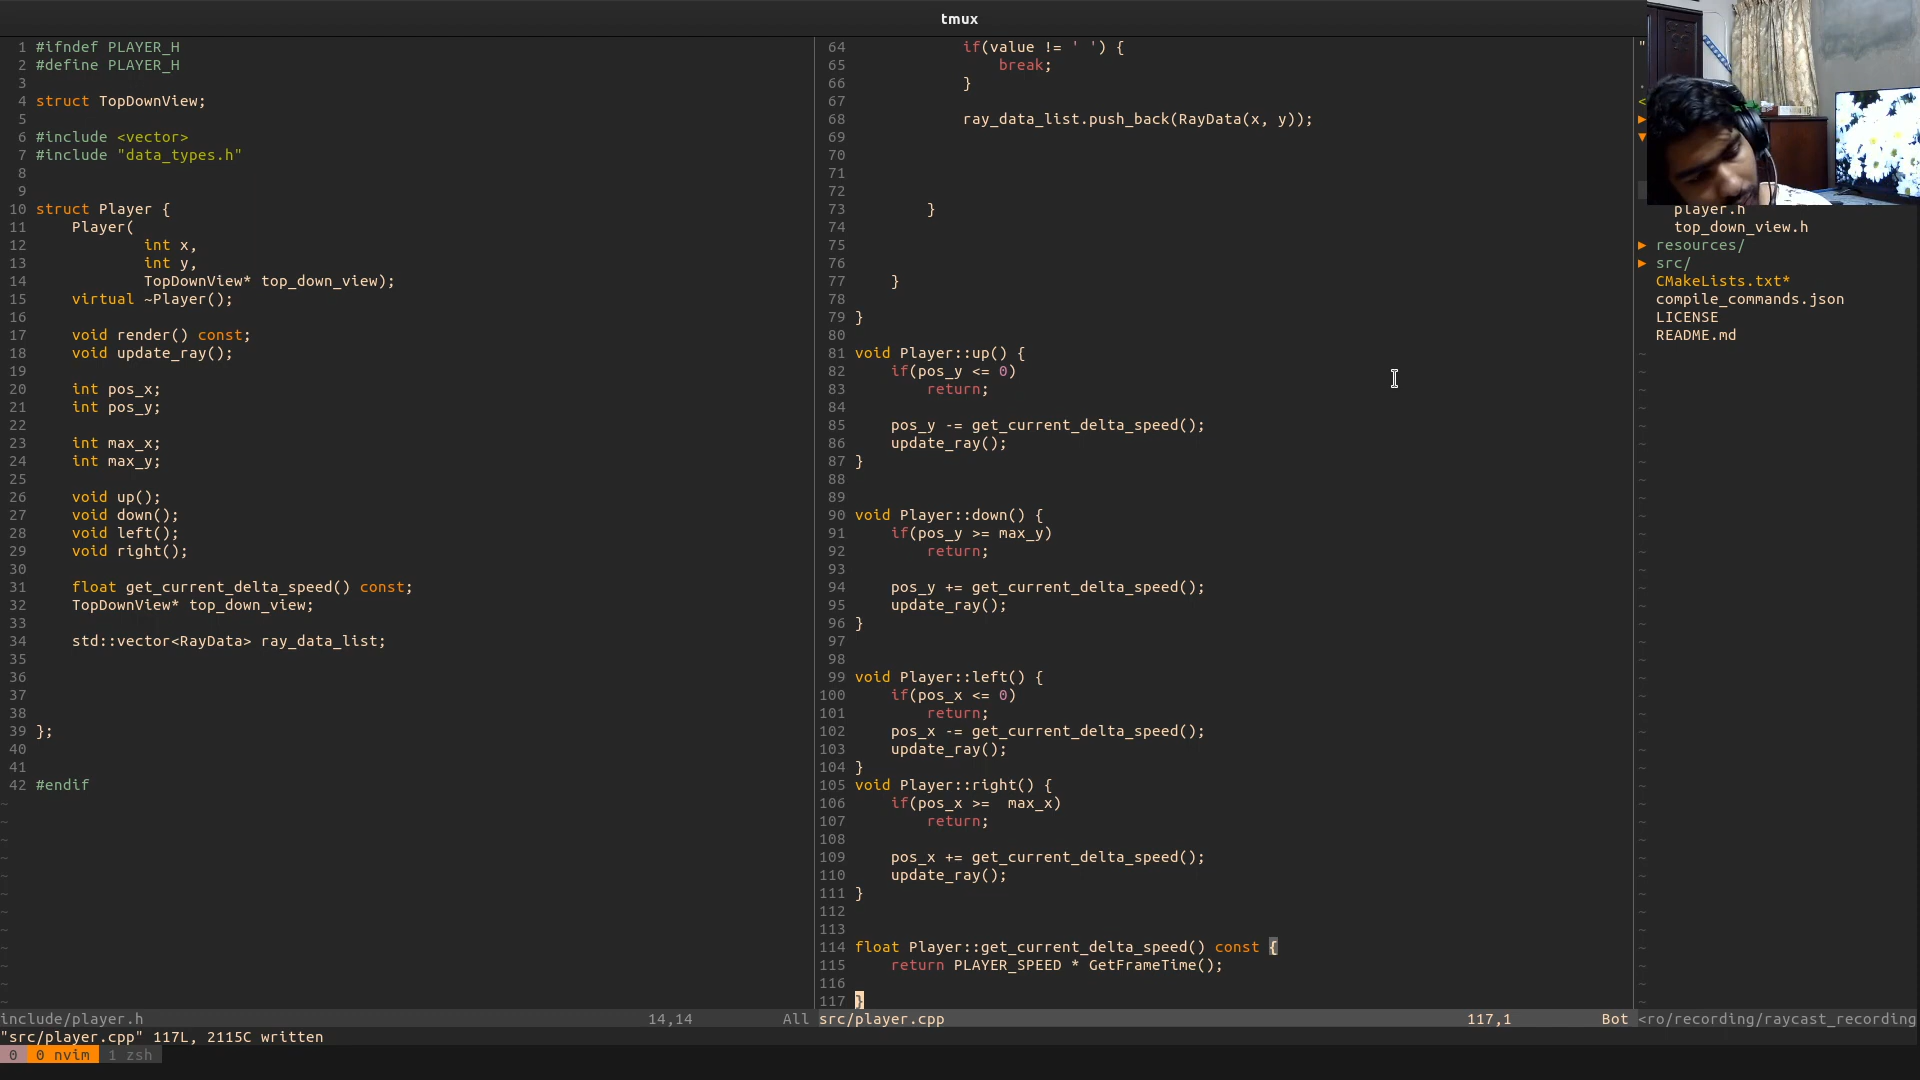 tmux
1 #ifndef PLAYER_H
2 #define PLAYER_H
3
4 struct TopDownView;
5
6 #include <vector>
7 #include "data_types.h"
8
9
10 struct Player {
11     Player(
12             int x,
13             int y,
14             TopDownView* top_down_view);
15     virtual ~Player();
16
17     void render() const;
18     void update_ray();
19
20     int pos_x;
21     int pos_y;
22
23     int max_x;
24     int max_y;
25
26     void up();
27     void down();
28     void left();
29     void right();
30
31     float get_current_delta_speed() const;
32     TopDownView* top_down_view;
33
34     std::vector<RayData> ray_data_list;
35
36
37
38
39 };
40
41
42 #endif
include/player.h 14,14 All
64             if(value != ' ') {
65                 break;
66             }
67
68             ray_data_list.push_back(RayData(x, y));
69
70
71
72
73         }
74
75
76
77     }
78
79 }
80
81 void Player::up() {
82     if(pos_y <= 0)
83         return;
84
85     pos_y -= get_current_delta_speed();
86     update_ray();
87 }
88
89
90 void Player::down() {
91     if(pos_y >= max_y)
92         return;
93
94     pos_y += get_current_delta_speed();
95     update_ray();
96 }
97
98
99 void Player::left() {
100     if(pos_x <= 0)
101         return;
102     pos_x -= get_current_delta_speed();
103     update_ray();
104 }
105 void Player::right() {
106     if(pos_x >=  max_x)
107         return;
108
109     pos_x += get_current_delta_speed();
110     update_ray();
111 }
112
113
114 float Player::get_current_delta_speed() const {
115     return PLAYER_SPEED * GetFrameTime();
116
117 }
src/player.cpp 117,1 Bot
"
.
<
▶
▼
player.h
top_down_view.h
▶ resources/
▶ src/
CMakeLists.txt*
compile_commands.json
LICENSE
README.md
<ro/recording/raycast_recording
"src/player.cpp" 117L, 2115C written
0 0 nvim 1 zsh